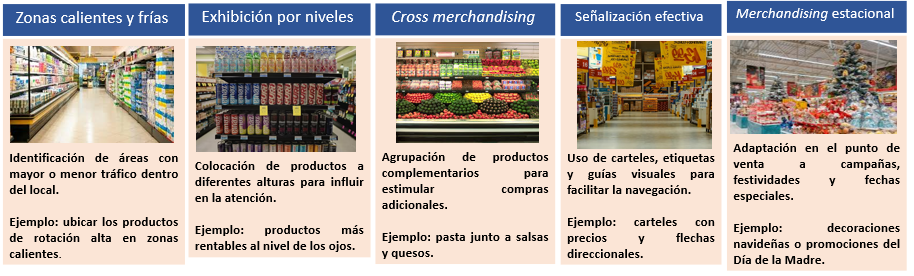 Zonas calientes y frías
Identificación de áreas con
mayor o menor tráfico dentro
del local.
Ejemplo: ubicar los productos
de rotación alta en zonas
calientes.
Exhibición por niveles
Colocación de productos a
diferentes alturas para influir
en la atención.
Ejemplo: productos más
rentables al nivel de los ojos.
Cross merchandising
Agrupación de productos
complementarios para
estimular compras
adicionales.
Ejemplo: pasta junto a salsas
y quesos.
Señalización efectiva
Uso de carteles, etiquetas
y guías visuales para
facilitar la navegación.
Ejemplo: carteles con
precios y flechas
direccionales.
Merchandising estacional
Adaptación en el punto de
venta a campañas,
festividades y fechas
especiales.
Ejemplo: decoraciones
navideñas o promociones del
Día de la Madre.